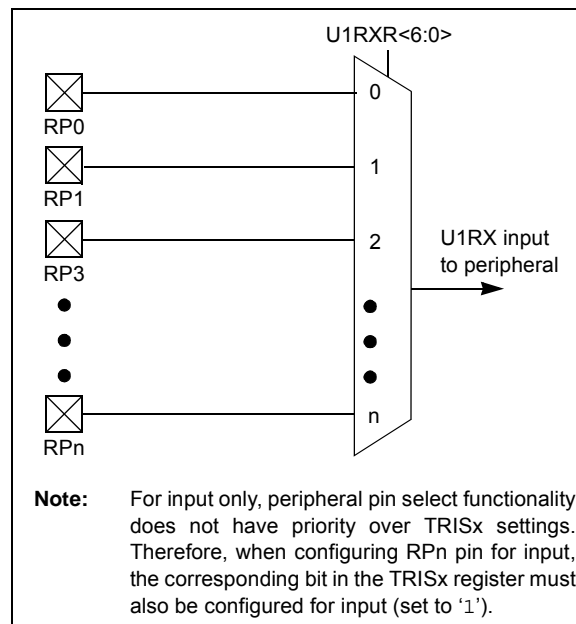 U1RXR<6:0>
RP0
0
RP1
1
RP3
2
U1RX input
to peripheral
RPn
n
Note: For input only, peripheral pin select functionality
does not have priority over TRISx settings.
Therefore, when configuring RPn pin for input,
the corresponding bit in the TRISx register must
also be configured for input (set to ‘1’).